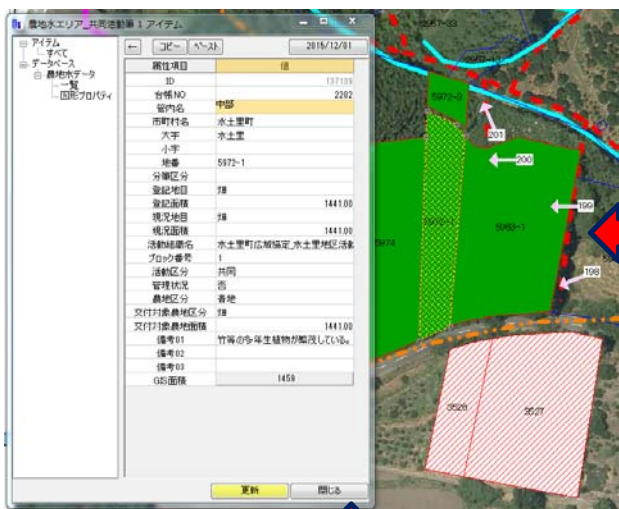 農地水エリア_共同活動筆 1 アイテム
アイテム
すべて
データベース
農地水データ
一覧
図形プロパティ
← コピー ペースト 2015/12/01
属性項目 値
ID 137139
台帳NO 2282
管内名 中部
市町村名 水土里町
大字 水土里
小字
地番 5972-1
分筆区分
登記地目 畑
登記面積 1441.00
現況地目 畑
現況面積 1441.00
活動組織名 水土里町広域協定_水土里地区活動
ブロック番号 1
活動区分 共同
管理状況 否
農地区分 着地
交付対象農地区分 畑
交付対象農地面積 1441.00
備考01 竹等の多年生植物が繁茂している。
備考02
備考03
GIS面積 1459
更新 閉じる
201
200
5974
5972-1
5963-1
199
198
3526
3527